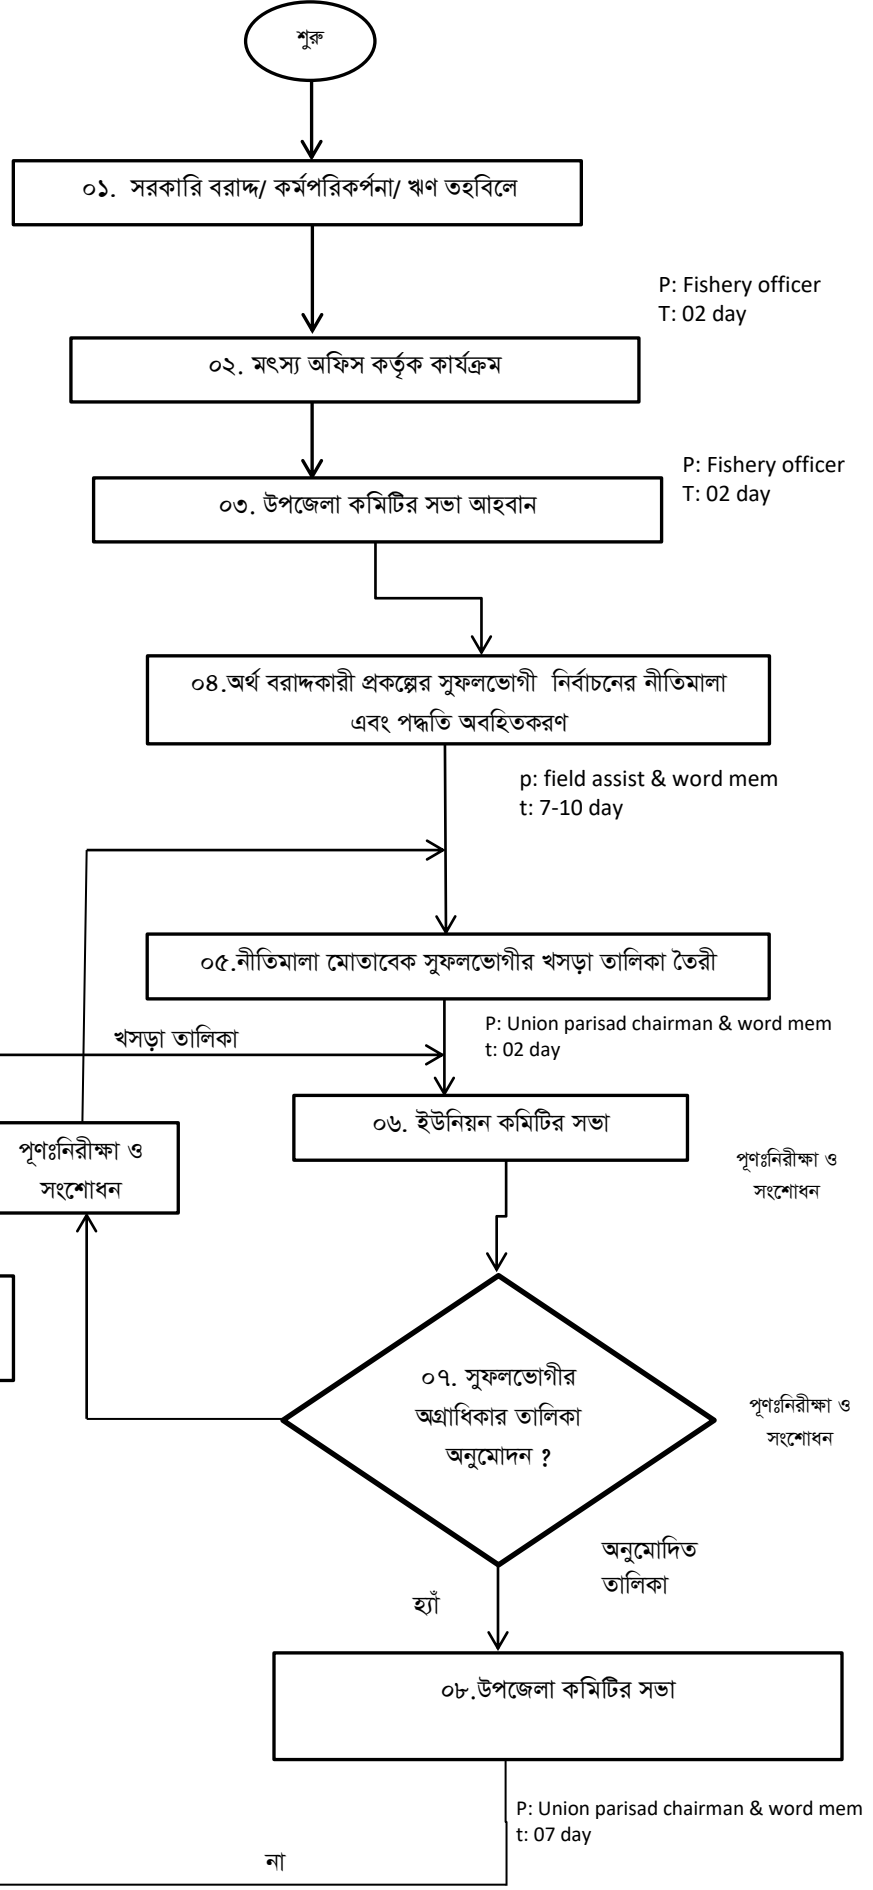 শুরু
০১. সরকারি বরাদ্দ/ কর্মপরিকর্পনা/ ঋণ তহবিলে
P: Fishery officer
T: 02 day
০২. মৎস্য অফিস কর্তৃক কার্যক্রম
P: Fishery officer
T: 02 day
০৩. উপজেলা কমিটির সভা আহবান
০৪.অর্থ বরাদ্দকারী প্রকল্পের সুফলভোগী নির্বাচনের নীতিমালা
এবং পদ্ধতি অবহিতকরণ
p: field assist & word mem
t: 7-10 day
০৫.নীতিমালা মোতাবেক সুফলভোগীর খসড়া তালিকা তৈরী
P: Union parisad chairman & word mem
t: 02 day
খসড়া তালিকা
০৬. ইউনিয়ন কমিটির সভা
পূণঃনিরীক্ষা ও
সংশোধন
পূণঃনিরীক্ষা ও
সংশোধন
০৭. সুফলভোগীর
অগ্রাধিকার তালিকা
অনুমোদন ?
পূণঃনিরীক্ষা ও
সংশোধন
অনুমোদিত
তালিকা
হ্যাঁ
০৮.উপজেলা কমিটির সভা
P: Union parisad chairman & word mem
t: 07 day
না